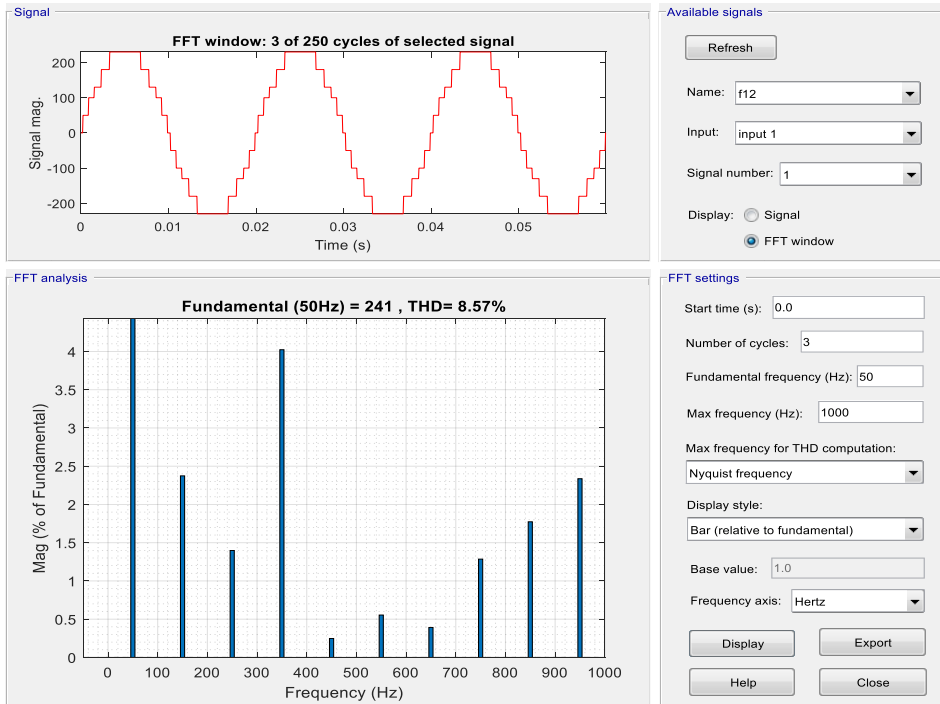 Signal
FFT window: 3 of 250 cycles of selected signal
Signal mag.
200
100
0
-100
-200
0
0.01
0.02
0.03
0.04
0.05
Time (s)
Available signals
Refresh
Name:
f12
Input:
input 1
Signal number:
1
Display:
Signal
FFT window
FFT analysis
Fundamental (50Hz) = 241 , THD= 8.57%
Mag (% of Fundamental)
4
3.5
3
2.5
2
1.5
1
0.5
0
0
100
200
300
400
500
600
700
800
900
1000
Frequency (Hz)
FFT settings
Start time (s):
0.0
Number of cycles:
3
Fundamental frequency (Hz):
50
Max frequency (Hz):
1000
Max frequency for THD computation:
Nyquist frequency
Display style:
Bar (relative to fundamental)
Base value:
1.0
Frequency axis:
Hertz
Display
Export
Help
Close